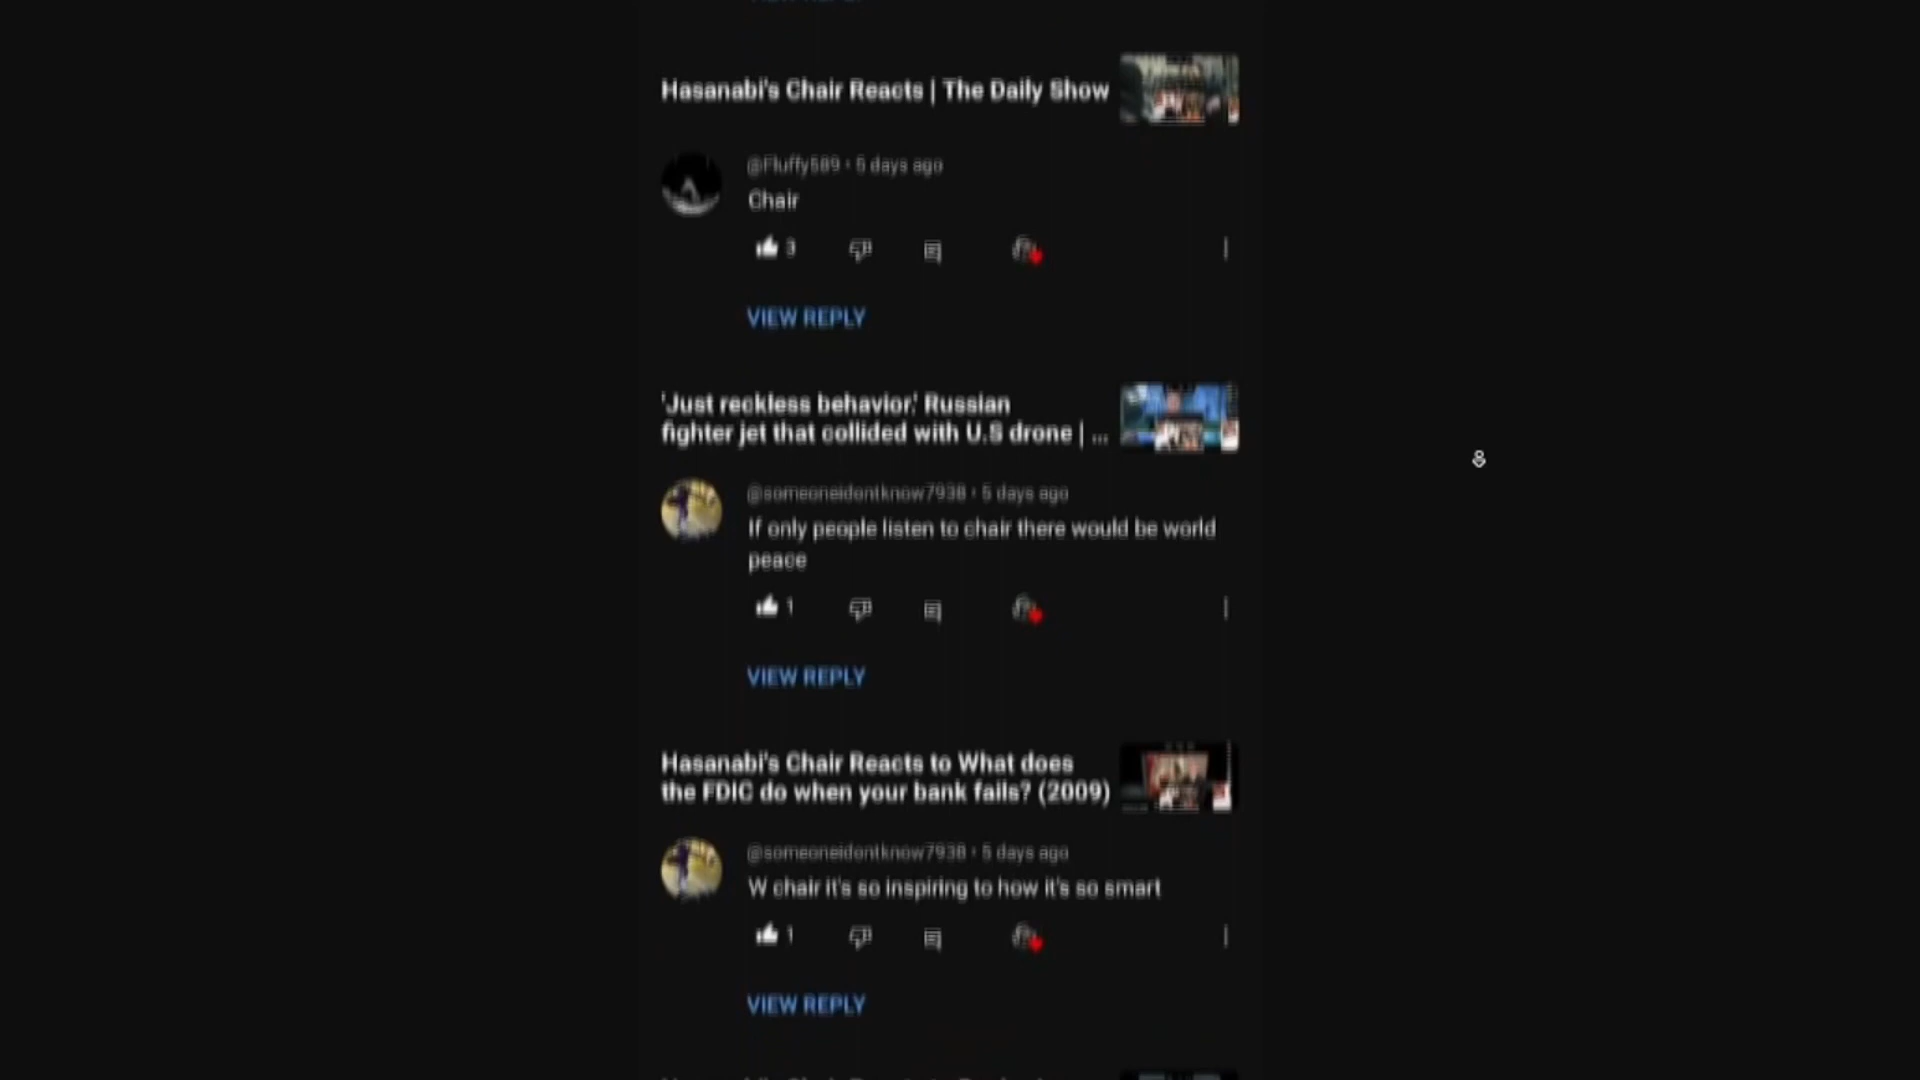 Hasanabi's Chair Reacts | The Daily Show
@Fluffy589 · 5 days ago
Chair
3
VIEW REPLY
'Just reckless behavior,' Russian
fighter jet that collided with U.S drone | ...
@someoneidontknow7938 · 5 days ago
If only people listen to chair there would be world
peace
1
VIEW REPLY
Hasanabi's Chair Reacts to What does
the FDIC do when your bank fails? (2009)
@someoneidontknow7938 · 5 days ago
W chair it's so inspiring to how it's so smart
1
VIEW REPLY